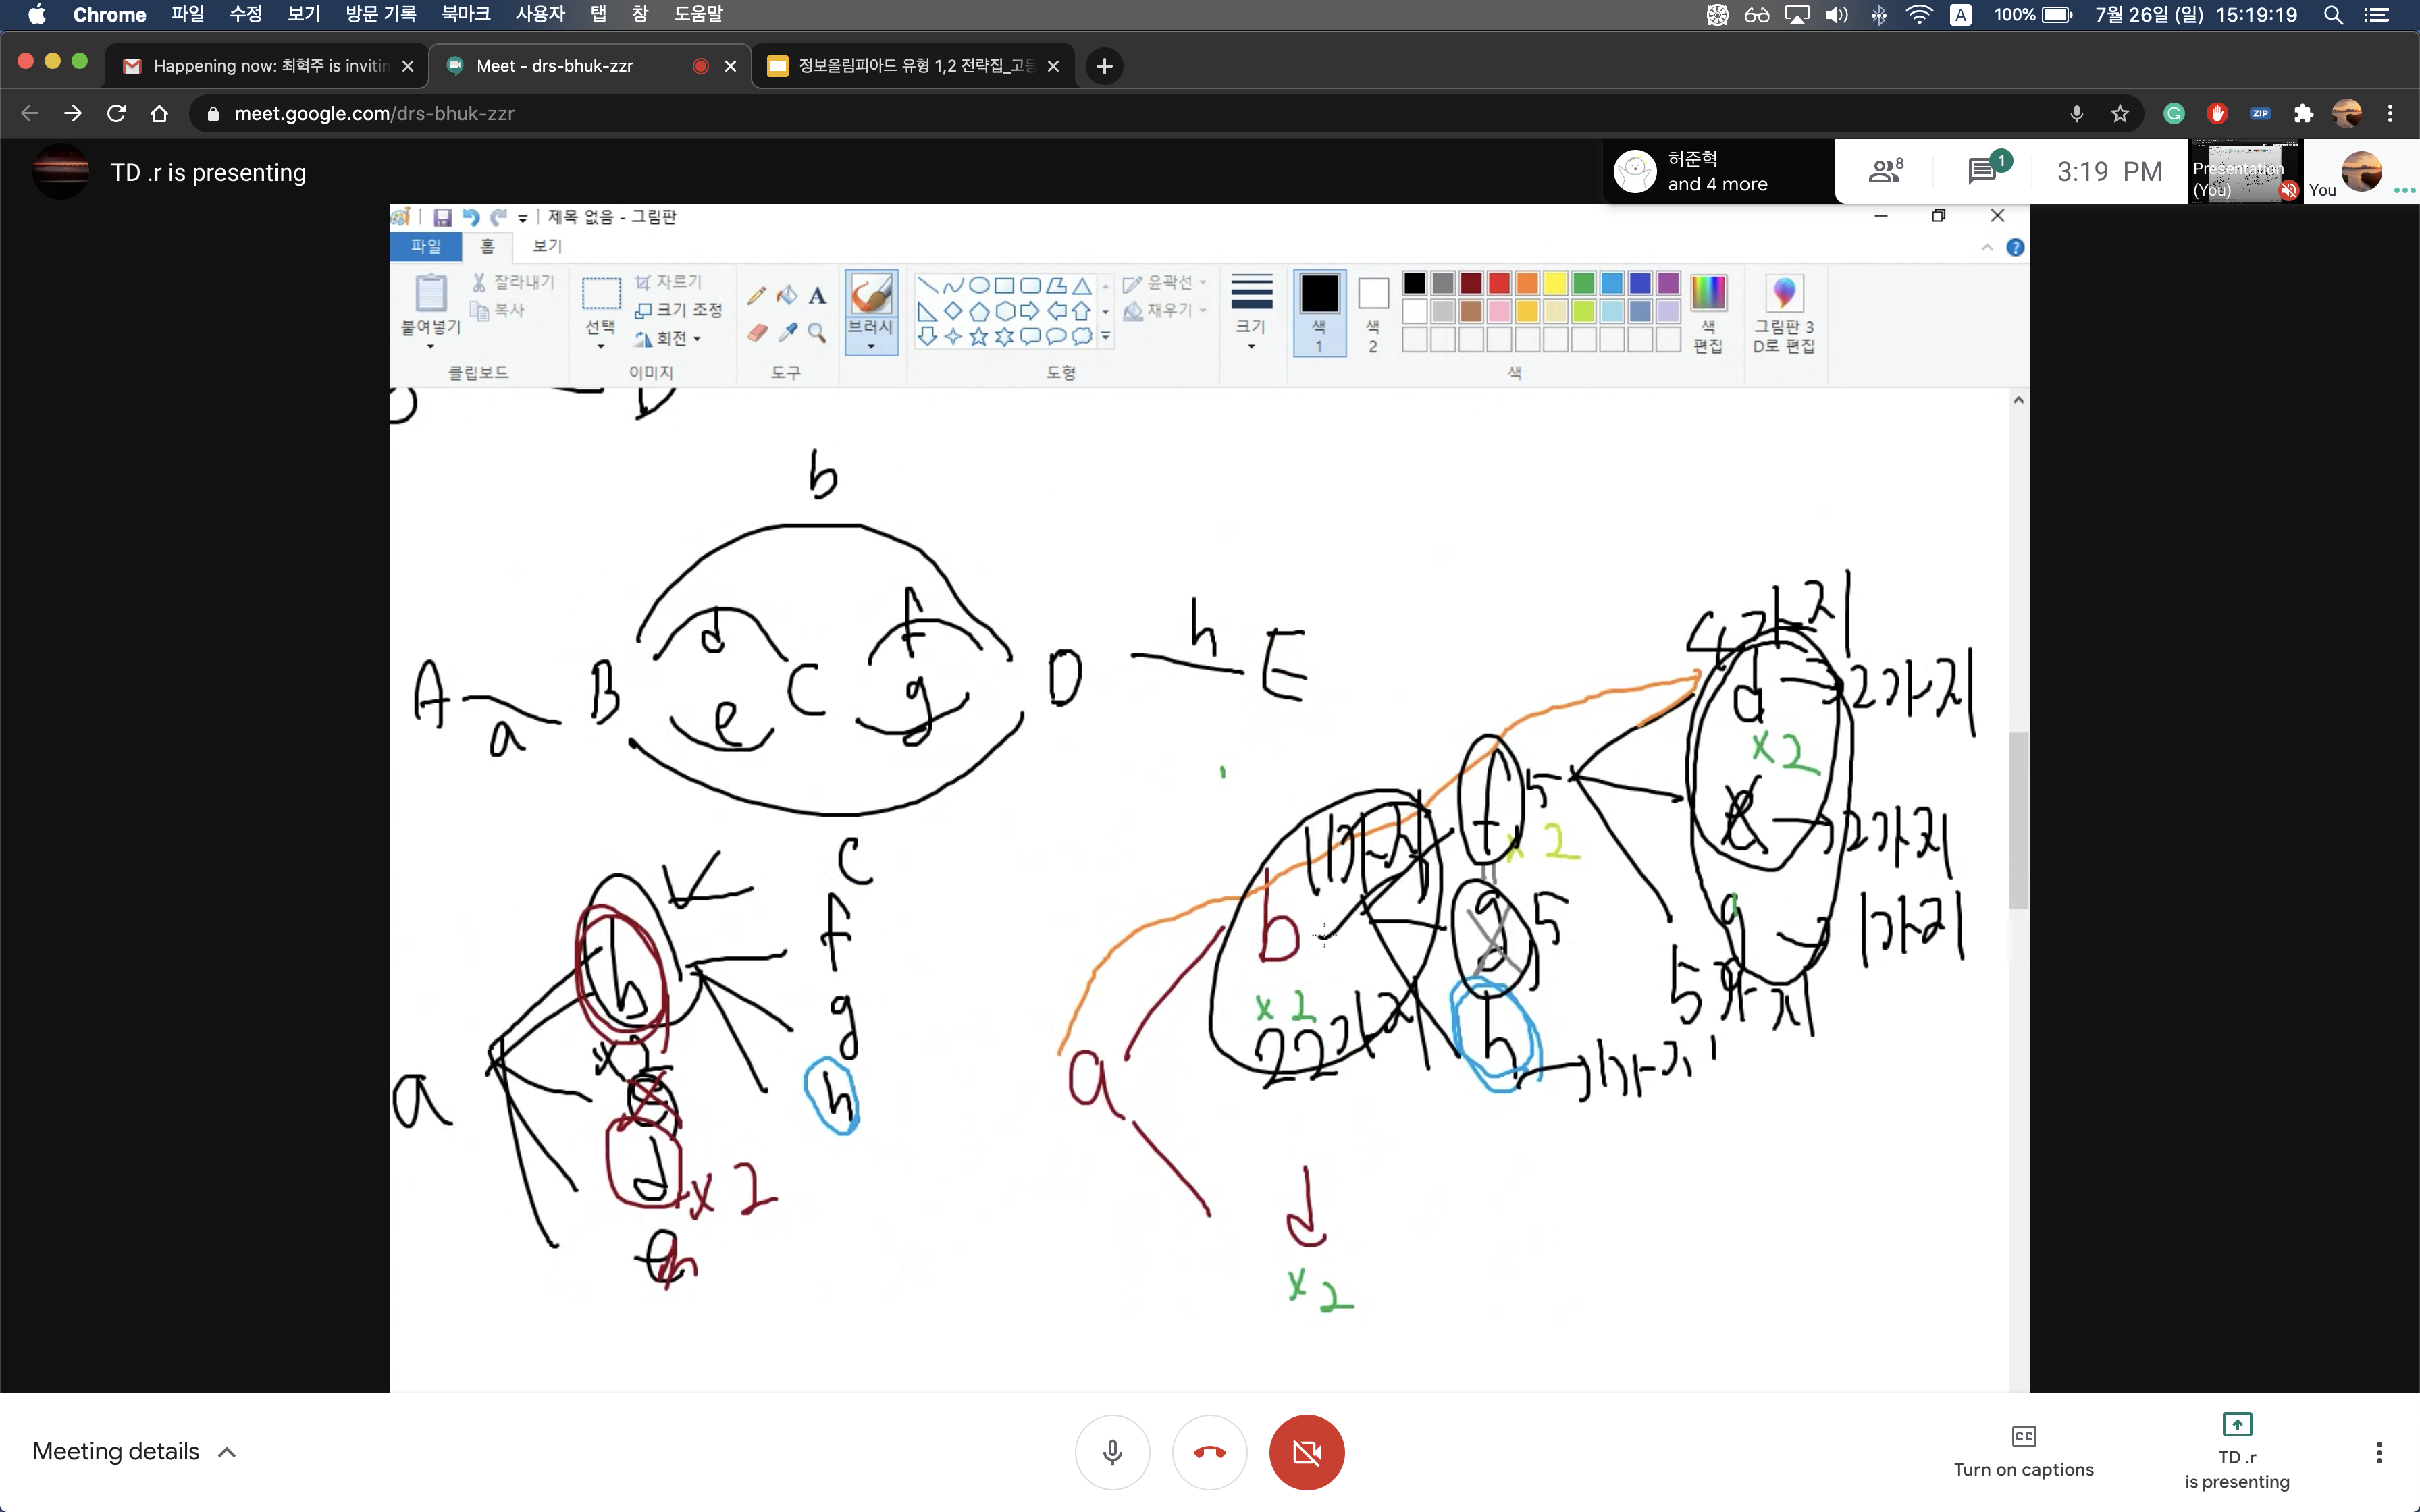 Chrome 파일 수정 보기 방문 기록 북마크 사용자 탭 창 도움말 A 100% 7월 26일 (일) 15:19:19
Happening now: 최혁주 is invitin
Meet - drs-bhuk-zzr
정보올림피아드 유형 1,2 전략집_고등
meet.google.com/drs-bhuk-zzr
ZIP
TD .r is presenting
허준혁
and 4 more
8
1
3:19 PM
Presentation
(You)
You
제목 없음 - 그림판
파일 홈 보기
붙여넣기
잘라내기
복사
클립보드
선택
자르기
크기 조정
회전
이미지
A
도구
브러시
윤곽선
채우기
도형
크기
색
1
색
2
색
편집
색
그림판 3
D로 편집
D
b
d f
A B C D h E
a e g
c
f
g
h
a
b
d
x 2
h
a
b
x 2
22가지
11가지
d
x 2
f 5
x 2
g 5
h
1가지
4가지
d 2가지
x 2
e 2가지
g 1가지
5가지
Meeting details
Turn on captions
TD .r
is presenting